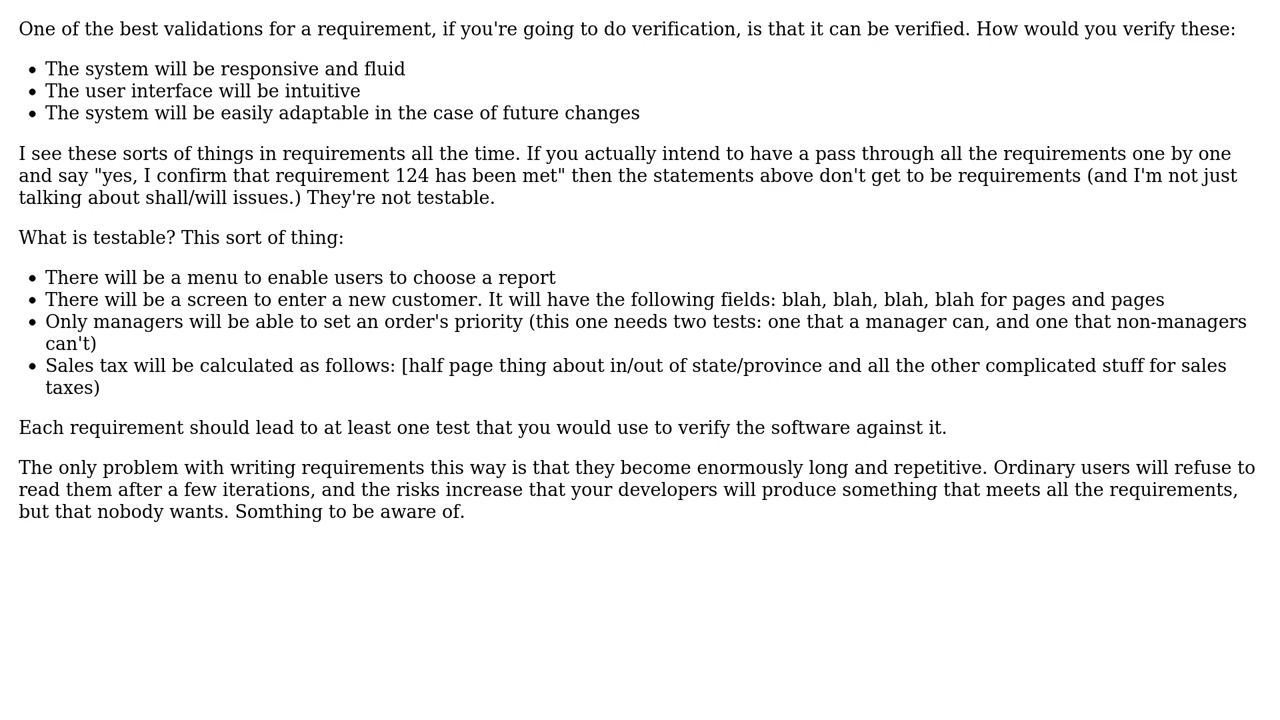 One of the best validations for a requirement, if you're going to do verification, is that it can be verified. How would you verify these:
• The system will be responsive and fluid
• The user interface will be intuitive
• The system will be easily adaptable in the case of future changes
I see these sorts of things in requirements all the time. If you actually intend to have a pass through all the requirements one by one
and say "yes, I confirm that requirement 124 has been met" then the statements above don't get to be requirements (and I'm not just
talking about shall/will issues.) They're not testable.
What is testable? This sort of thing:
• There will be a menu to enable users to choose a report
• There will be a screen to enter a new customer. It will have the following fields: blah, blah, blah, blah for pages and pages
• Only managers will be able to set an order's priority (this one needs two tests: one that a manager can, and one that non-managers
can't)
• Sales tax will be calculated as follows: [half page thing about in/out of state/province and all the other complicated stuff for sales
taxes)
Each requirement should lead to at least one test that you would use to verify the software against it.
The only problem with writing requirements this way is that they become enormously long and repetitive. Ordinary users will refuse to
read them after a few iterations, and the risks increase that your developers will produce something that meets all the requirements,
but that nobody wants. Somthing to be aware of.